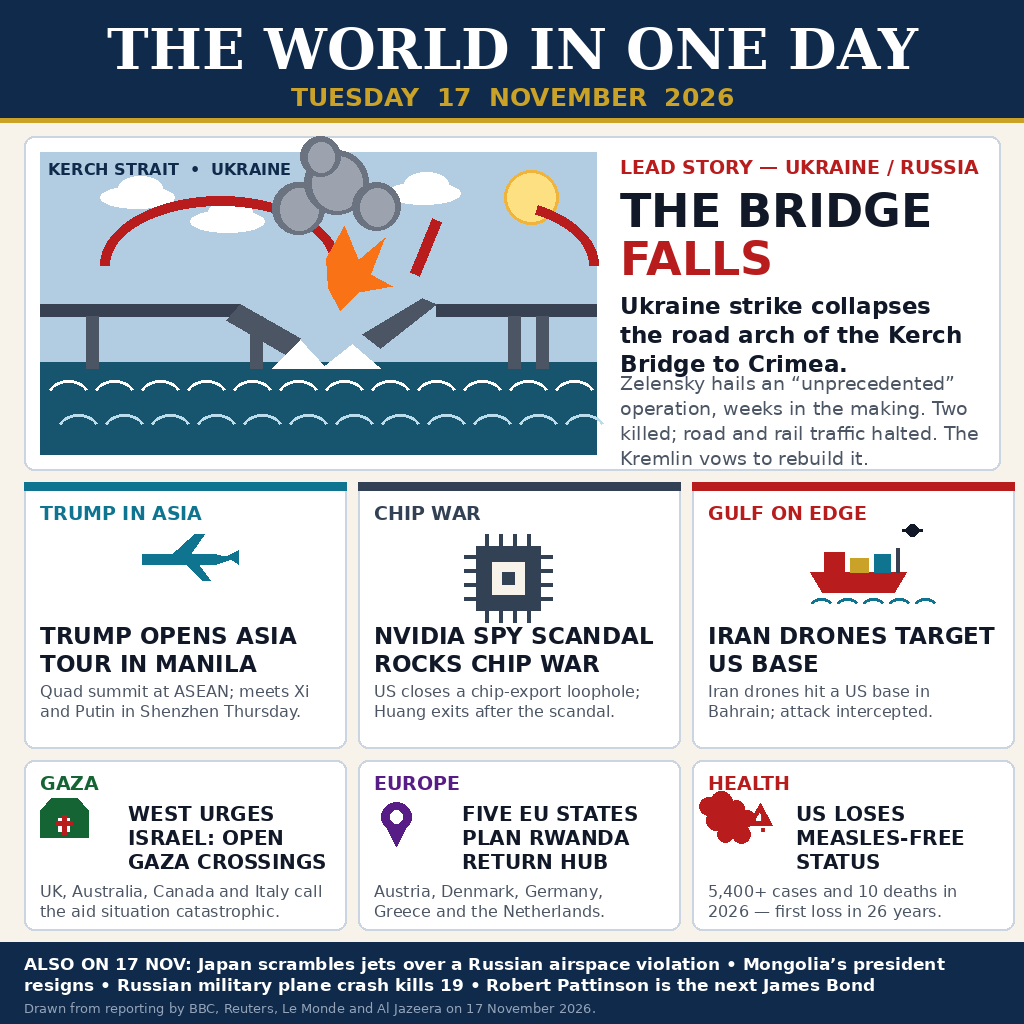 THE WORLD IN ONE DAY
TUESDAY 17 NOVEMBER 2026
KERCH STRAIT • UKRAINE
LEAD STORY — UKRAINE / RUSSIA
THE BRIDGE
FALLS
Ukraine strike collapses
the road arch of the Kerch
Bridge to Crimea.
Zelensky hails an “unprecedented”
operation, weeks in the making. Two
killed; road and rail traffic halted. The
Kremlin vows to rebuild it.
TRUMP IN ASIA
TRUMP OPENS ASIA
TOUR IN MANILA
Quad summit at ASEAN; meets Xi
and Putin in Shenzhen Thursday.
CHIP WAR
NVIDIA SPY SCANDAL
ROCKS CHIP WAR
US closes a chip-export loophole;
Huang exits after the scandal.
GULF ON EDGE
IRAN DRONES TARGET
US BASE
Iran drones hit a US base in
Bahrain; attack intercepted.
GAZA
WEST URGES
ISRAEL: OPEN
GAZA CROSSINGS
UK, Australia, Canada and Italy call
the aid situation catastrophic.
EUROPE
FIVE EU STATES
PLAN RWANDA
RETURN HUB
Austria, Denmark, Germany,
Greece and the Netherlands.
HEALTH
US LOSES
MEASLES-FREE
STATUS
5,400+ cases and 10 deaths in
2026 — first loss in 26 years.
ALSO ON 17 NOV: Japan scrambles jets over a Russian airspace violation • Mongolia’s president
resigns • Russian military plane crash kills 19 • Robert Pattinson is the next James Bond
Drawn from reporting by BBC, Reuters, Le Monde and Al Jazeera on 17 November 2026.